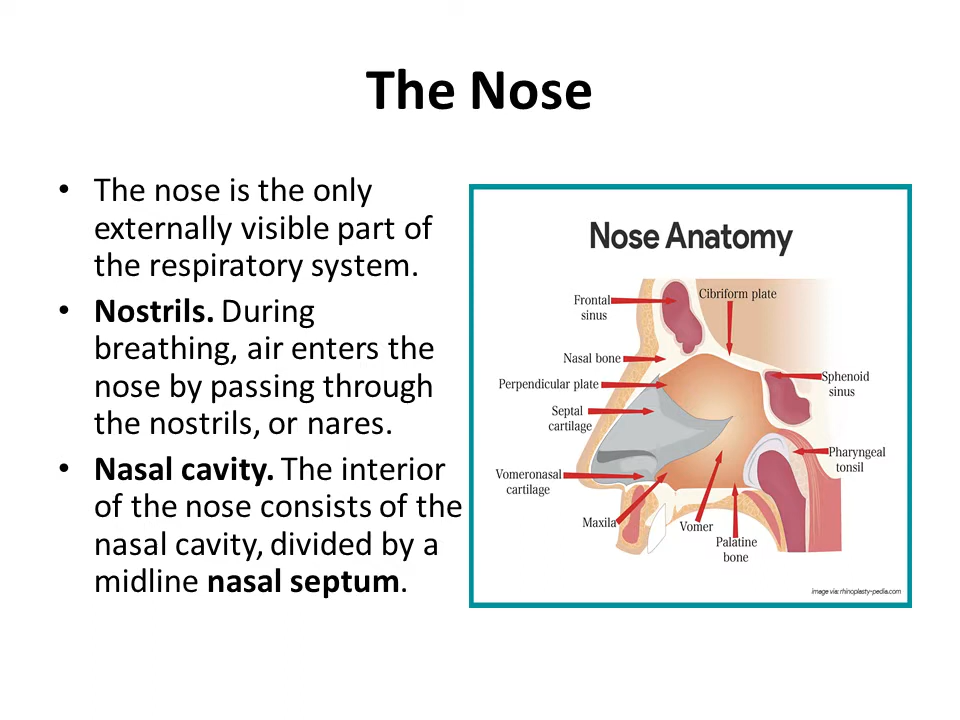 The Nose
• The nose is the only
externally visible part of
the respiratory system.
• Nostrils. During
breathing, air enters the
nose by passing through
the nostrils, or nares.
• Nasal cavity. The interior
of the nose consists of the
nasal cavity, divided by a
midline nasal septum.
Nose Anatomy
Frontal
sinus
Cibriform plate
Nasal bone
Perpendicular plate
Sphenoid
sinus
Septal
cartilage
Pharyngeal
tonsil
Vomeronasal
cartilage
Maxila
Vomer
Palatine
bone
Image via: rhinoplasty-pedia.com